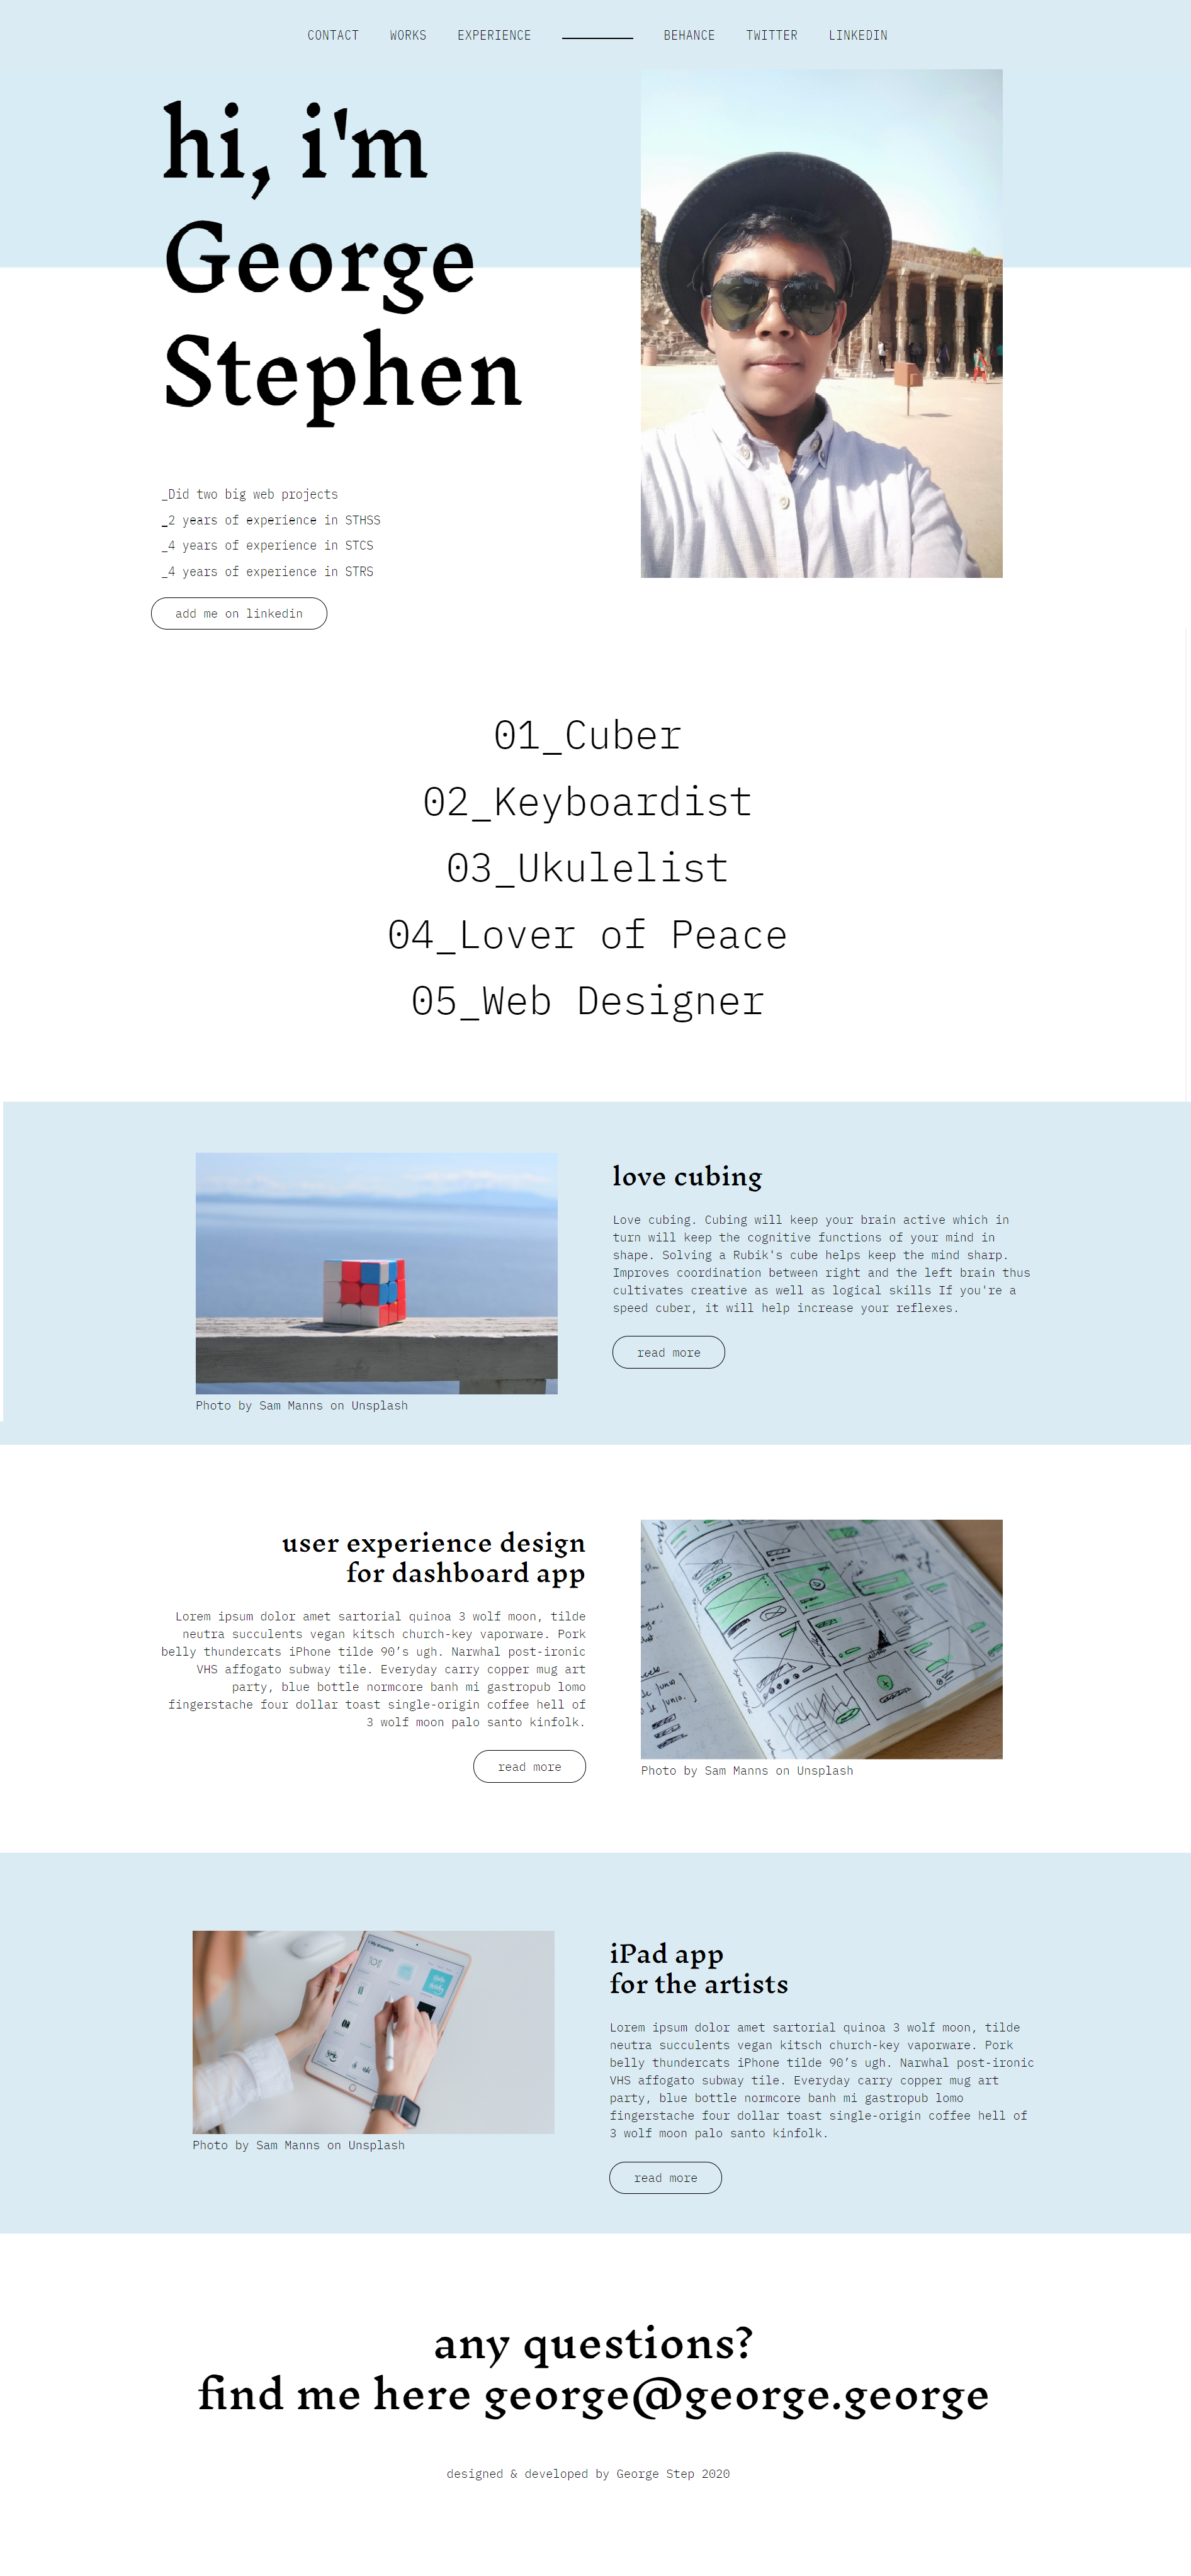 CONTACT WORKS EXPERIENCE BEHANCE TWITTER LINKEDIN
hi, i'm
George
Stephen
_Did two big web projects
_2 years of experience in STHSS
_4 years of experience in STCS
_4 years of experience in STRS
add me on linkedin
01_Cuber
02_Keyboardist
03_Ukulelist
04_Lover of Peace
05_Web Designer
love cubing
Love cubing. Cubing will keep your brain active which in
turn will keep the cognitive functions of your mind in
shape. Solving a Rubik's cube helps keep the mind sharp.
Improves coordination between right and the left brain thus
cultivates creative as well as logical skills If you're a
speed cuber, it will help increase your reflexes.
read more
Photo by Sam Manns on Unsplash
user experience design
for dashboard app
Lorem ipsum dolor amet sartorial quinoa 3 wolf moon, tilde
neutra succulents vegan kitsch church-key vaporware. Pork
belly thundercats iPhone tilde 90’s ugh. Narwhal post-ironic
VHS affogato subway tile. Everyday carry copper mug art
party, blue bottle normcore banh mi gastropub lomo
fingerstache four dollar toast single-origin coffee hell of
3 wolf moon palo santo kinfolk.
read more
Photo by Sam Manns on Unsplash
iPad app
for the artists
Lorem ipsum dolor amet sartorial quinoa 3 wolf moon, tilde
neutra succulents vegan kitsch church-key vaporware. Pork
belly thundercats iPhone tilde 90’s ugh. Narwhal post-ironic
VHS affogato subway tile. Everyday carry copper mug art
party, blue bottle normcore banh mi gastropub lomo
fingerstache four dollar toast single-origin coffee hell of
3 wolf moon palo santo kinfolk.
read more
My Drawings
Photo by Sam Manns on Unsplash
any questions?
find me here george@george.george
designed & developed by George Step 2020